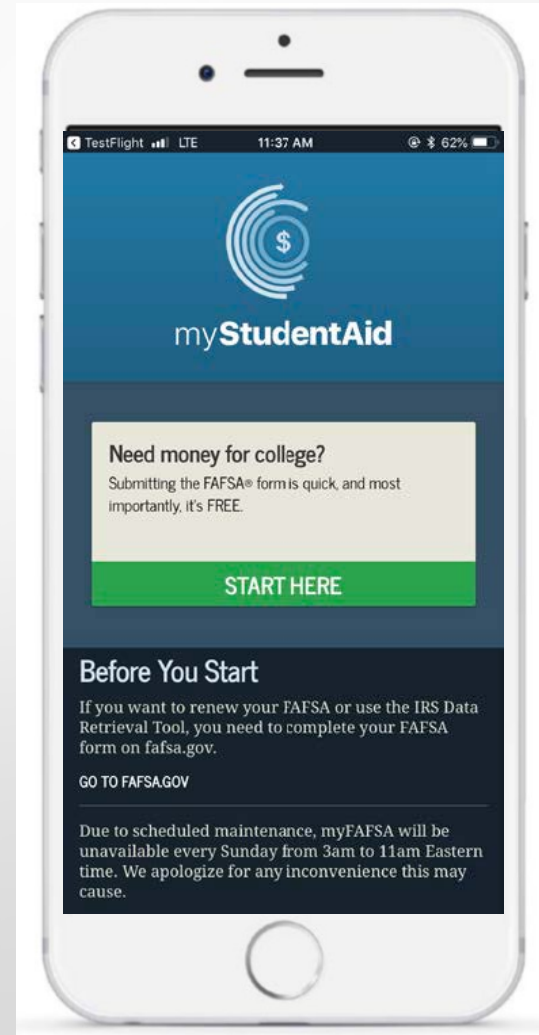 TestFlight LTE 11:37 AM 62%
$
myStudentAid
Need money for college?
Submitting the FAFSA® form is quick, and most
importantly, it's FREE.
START HERE
Before You Start
If you want to renew your FAFSA or use the IRS Data
Retrieval Tool, you need to complete your FAFSA
form on fafsa.gov.
GO TO FAFSA.GOV
Due to scheduled maintenance, myFAFSA will be
unavailable every Sunday from 3am to 11am Eastern
time. We apologize for any inconvenience this may
cause.